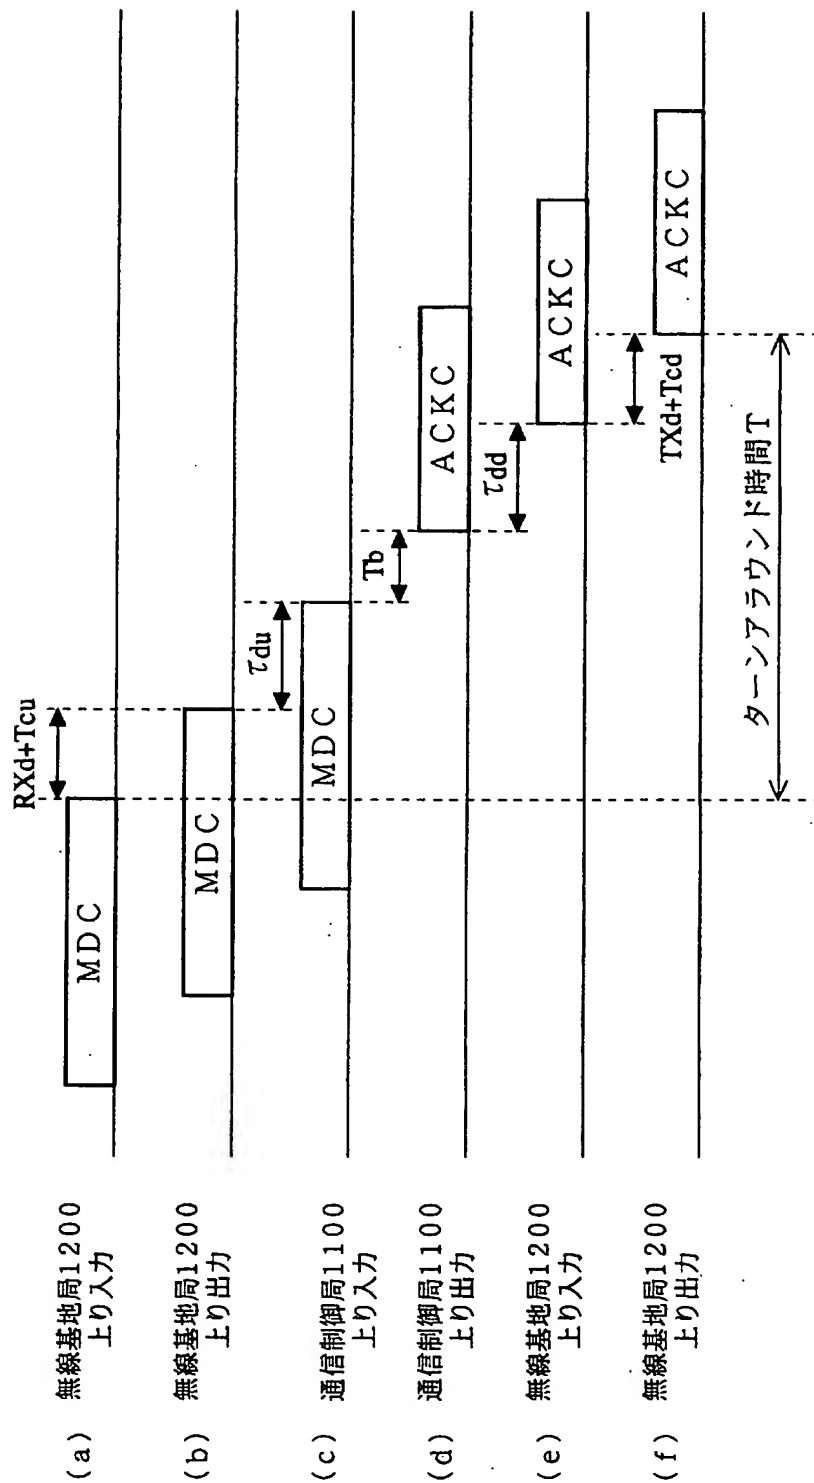 (a) 無線基地局1200
上り入力
MDC
RXd+Tcu
(b) 無線基地局1200
上り出力
MDC
τdu
(c) 通信制御局1100
上り入力
MDC
Tb
(d) 通信制御局1100
上り出力
ACKC
τdd
(e) 無線基地局1200
上り入力
ACKC
TXd+Tcd
(f) 無線基地局1200
上り出力
ACKC
ターンアラウンド時間T